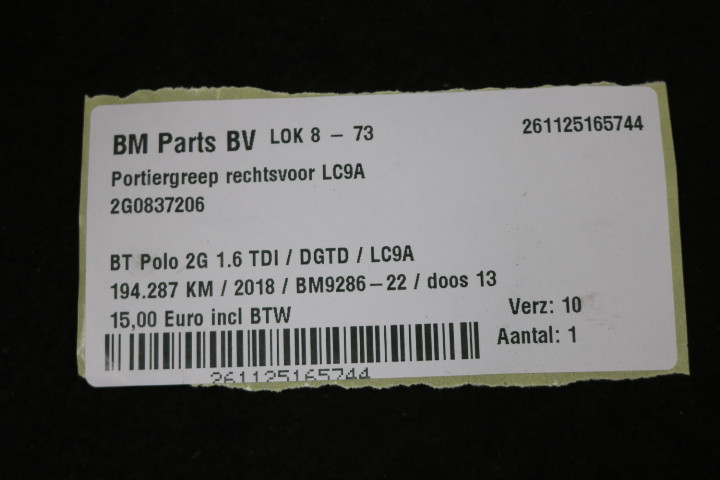 BM Parts BV LOK 8 - 73 261125165744
Portiergreep rechtsvoor LC9A
2G0837206
BT Polo 2G 1.6 TDI / DGTD / LC9A
194.287 KM / 2018 / BM9286-22 / doos 13
15,00 Euro incl BTW Verz: 10
Aantal: 1
261125165744